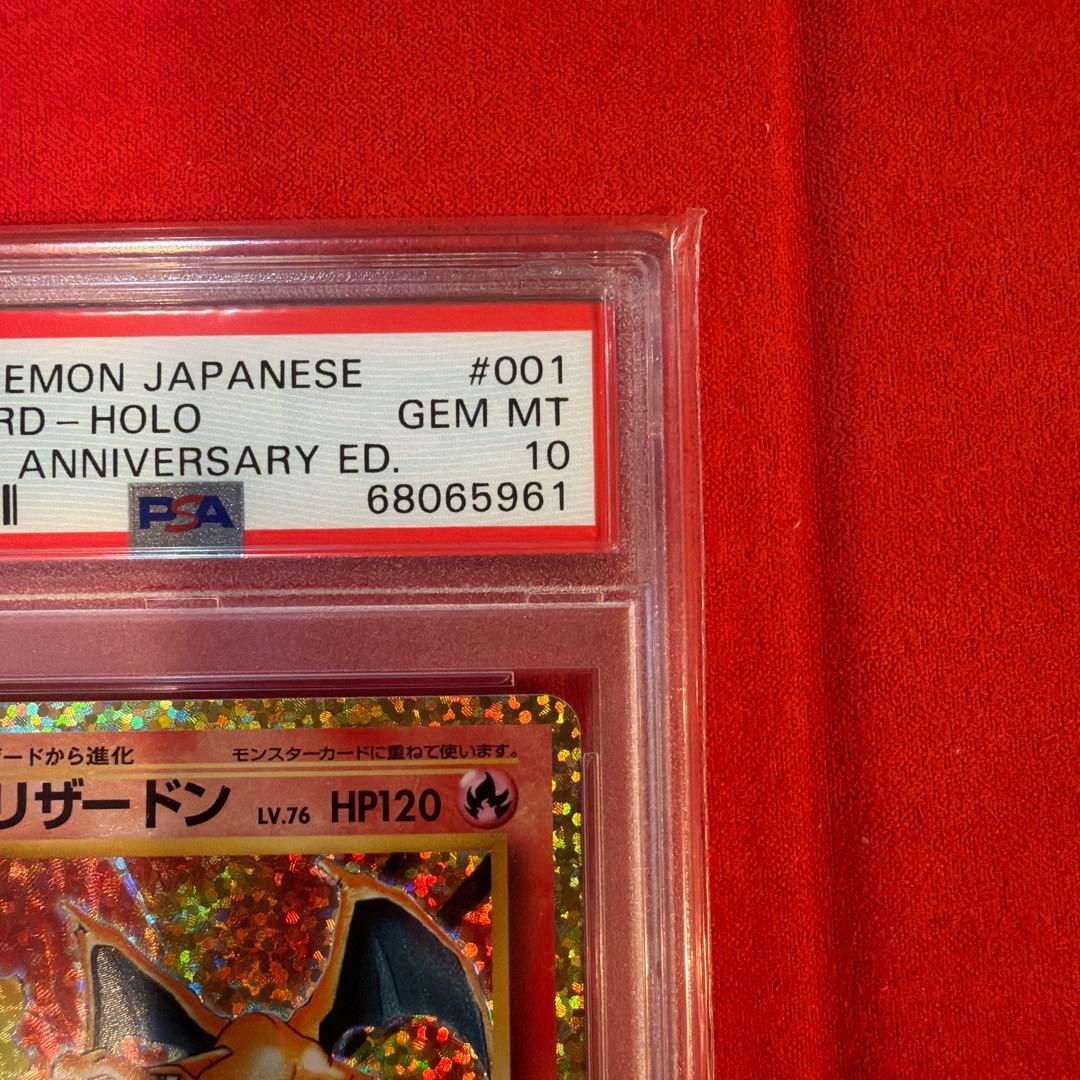 EMON JAPANESE #001
RD-HOLO GEM MT
ANNIVERSARY ED. 10
PSA 68065961
ードから進化 モンスターカードに重ねて使います。
リザードン LV.76 HP120